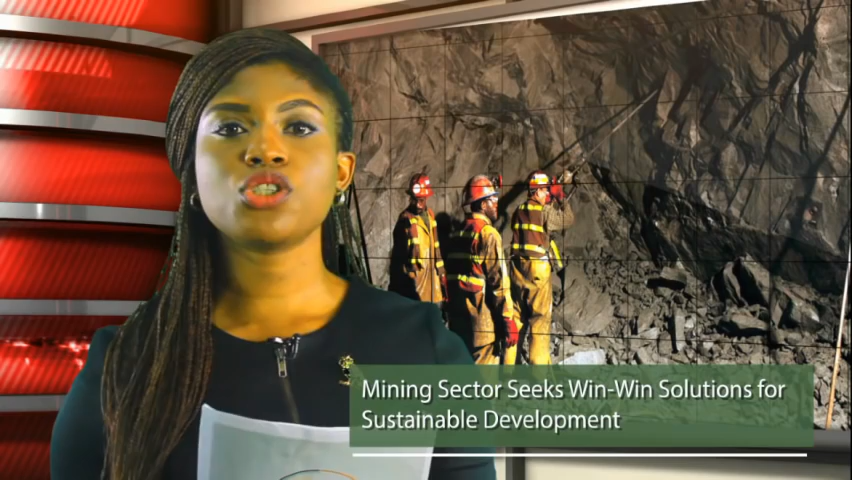 Mining Sector Seeks Win-Win Solutions for
Sustainable Development